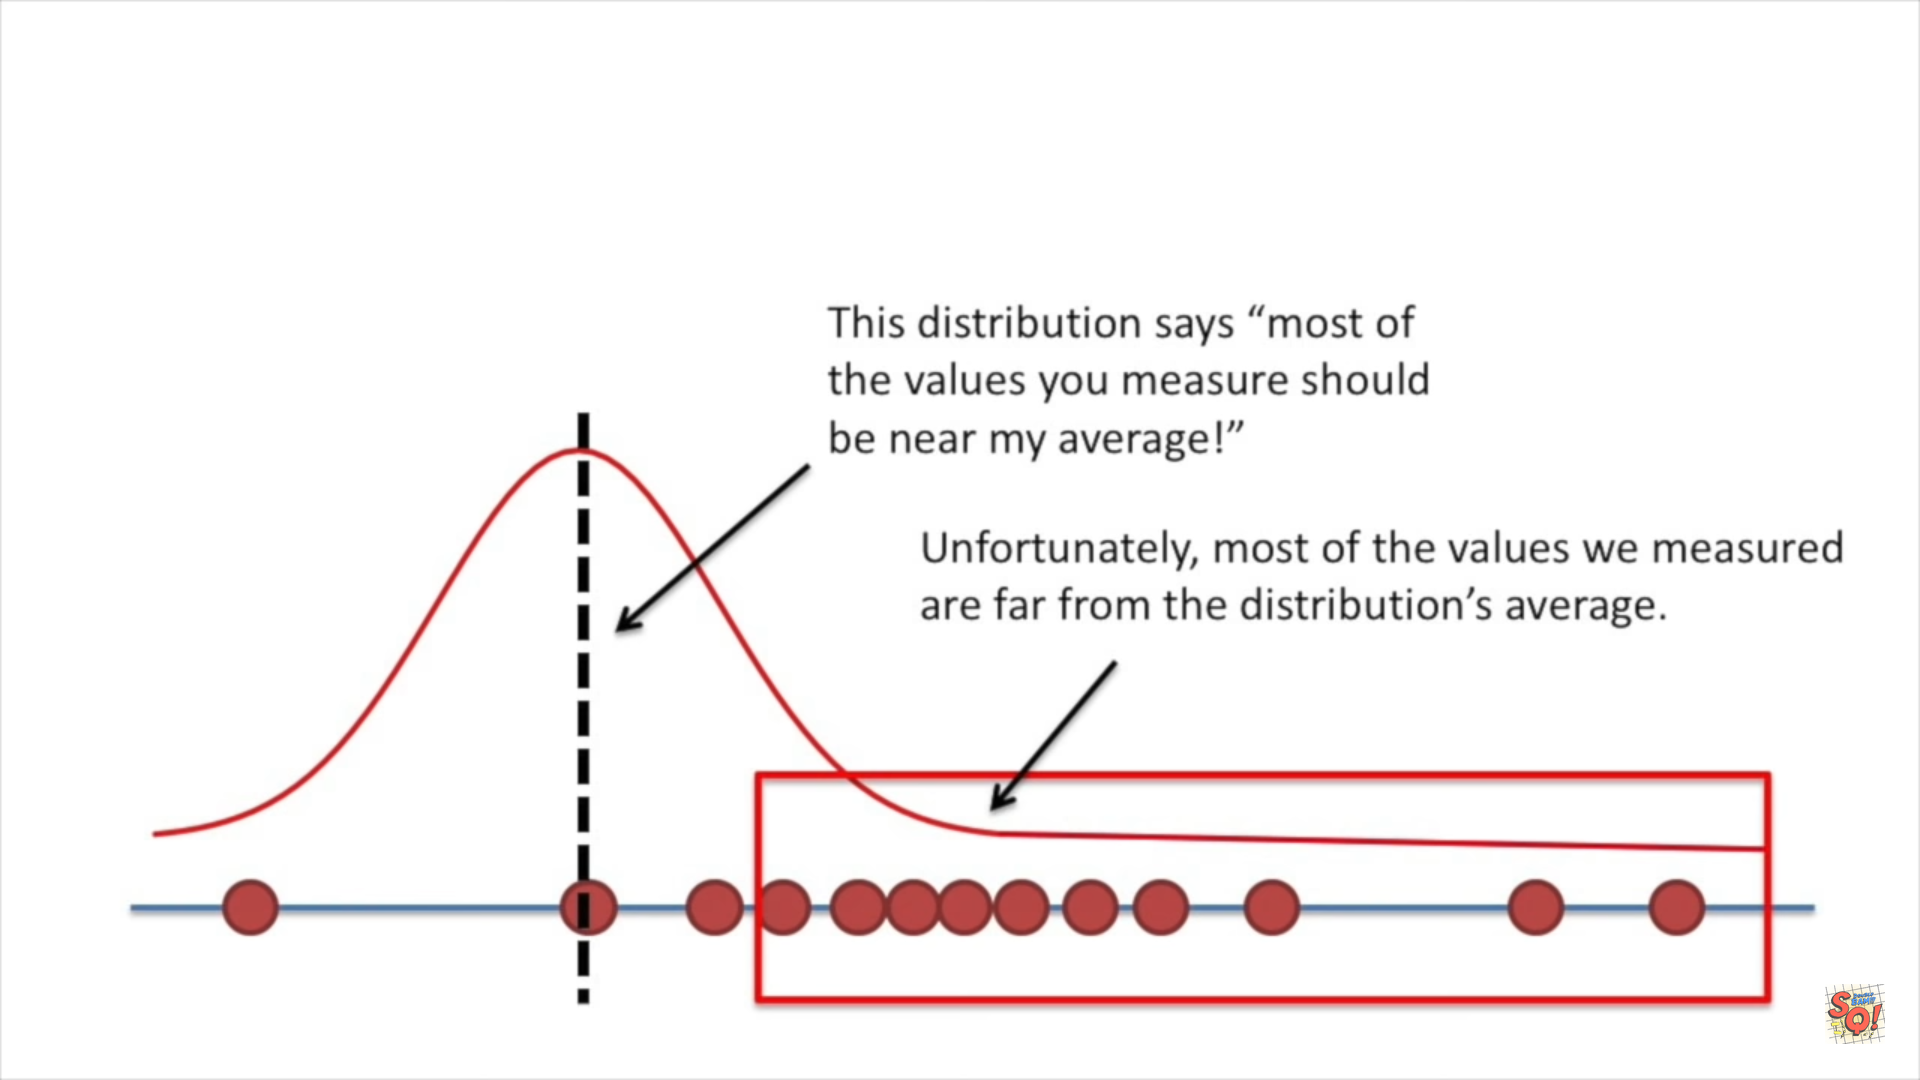 This distribution says “most of
the values you measure should
be near my average!”
Unfortunately, most of the values we measured
are far from the distribution’s average.
SQ!